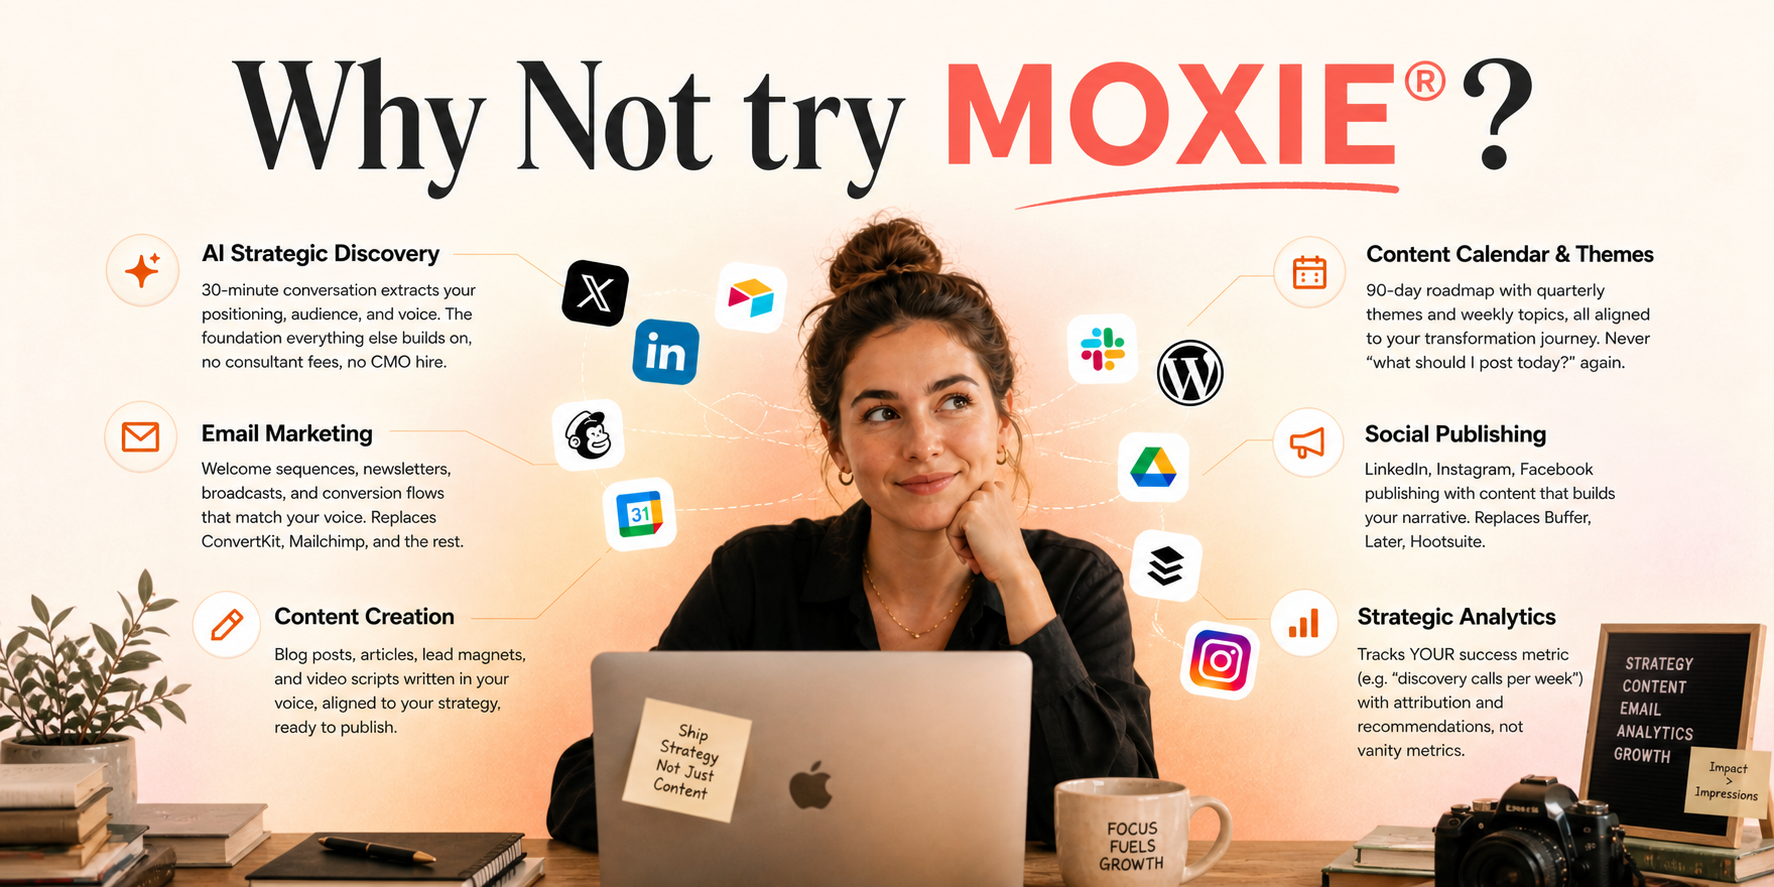 Why Not try MOXIE®?
AI Strategic Discovery
30-minute conversation extracts your
positioning, audience, and voice. The
foundation everything else builds on,
no consultant fees, no CMO hire.
Email Marketing
Welcome sequences, newsletters,
broadcasts, and conversion flows
that match your voice. Replaces
ConvertKit, Mailchimp, and the rest.
Content Creation
Blog posts, articles, lead magnets,
and video scripts written in your
voice, aligned to your strategy,
ready to publish.
X
in
31
W
Content Calendar & Themes
90-day roadmap with quarterly
themes and weekly topics, all aligned
to your transformation journey. Never
“what should I post today?" again.
Social Publishing
LinkedIn, Instagram, Facebook
publishing with content that builds
your narrative. Replaces Buffer,
Later, Hootsuite.
Strategic Analytics
Tracks YOUR success metric
(e.g. “discovery calls per week”)
with attribution and
recommendations, not
vanity metrics.
Ship
Strategy
Not Just
Content
FOCUS
FUELS
GROWTH
STRATEGY
CONTENT
EMAIL
ANALYTICS
GROWTH
Impact
>
Impressions